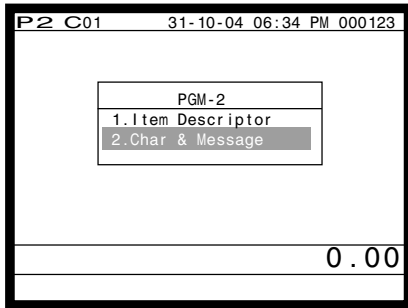 P2 C01 31-10-04 06:34 PM 000123
PGM-2
1.Item Descriptor
2.Char & Message
0.00